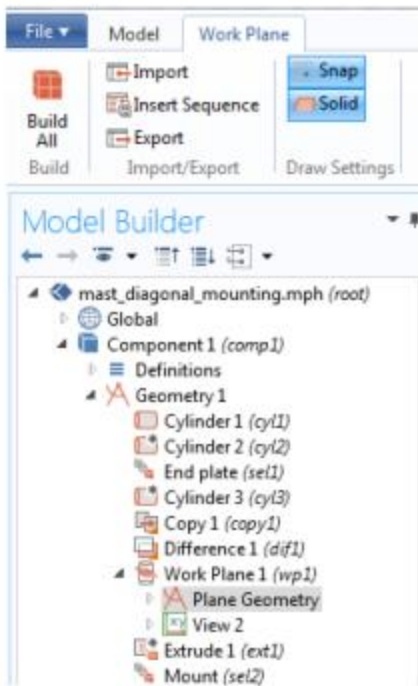 File Model Work Plane
Import
Snap
Insert Sequence
Solid
Build All
Export
Build Import/Export Draw Settings
Model Builder
mast_diagonal_mounting.mph (root)
Global
Component 1 (comp1)
Definitions
Geometry 1
Cylinder 1 (cyl1)
Cylinder 2 (cyl2)
End plate (sel1)
Cylinder 3 (cyl3)
Copy 1 (copy1)
Difference 1 (dif1)
Work Plane 1 (wp1)
Plane Geometry
View 2
Extrude 1 (ext1)
Mount (sel2)